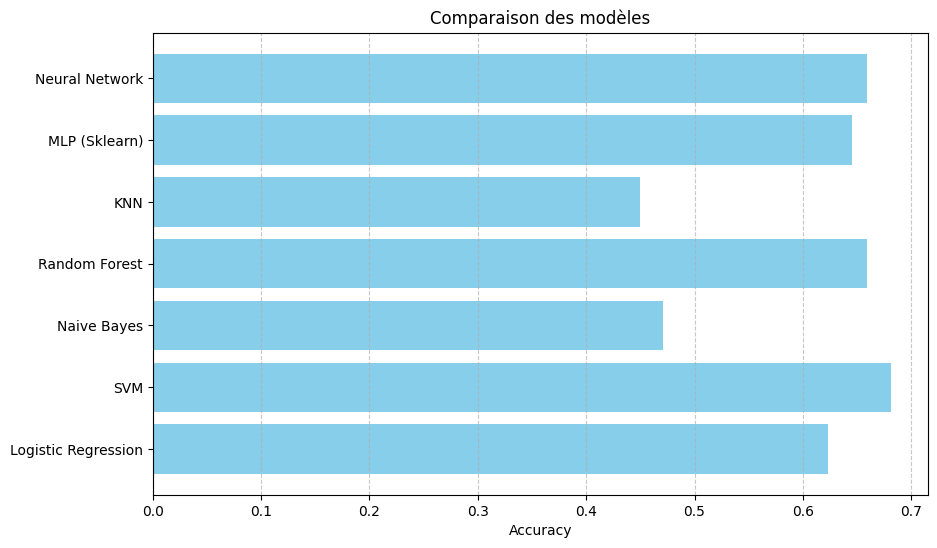 Comparaison des modèles
Neural Network
MLP (Sklearn)
KNN
Random Forest
Naive Bayes
SVM
Logistic Regression
0.0 0.1 0.2 0.3 0.4 0.5 0.6 0.7
Accuracy